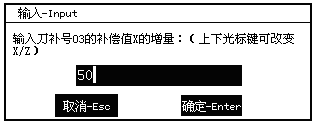 输入-Input
输入刀补号03的补偿值X的增量：（上下光标键可改变
X/Z）
50
取消-Esc
确定-Enter